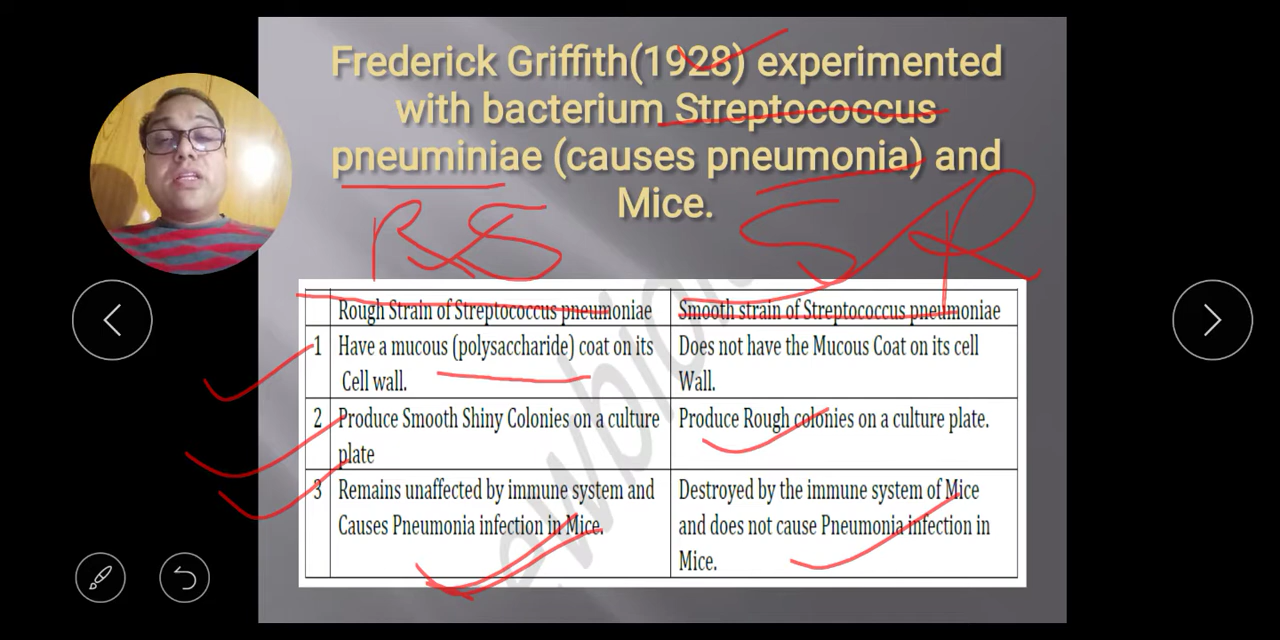 Frederick Griffith(1928) experimented
with bacterium Streptococcus
pneuminiae (causes pneumonia) and
Mice.
R S
S R
Rough Strain of Streptococcus pneumoniae
Smooth strain of Streptococcus pneumoniae
1
Have a mucous (polysaccharide) coat on its
Cell wall.
Does not have the Mucous Coat on its cell
Wall.
2
Produce Smooth Shiny Colonies on a culture
plate
Produce Rough colonies on a culture plate.
3
Remains unaffected by immune system and
Causes Pneumonia infection in Mice.
Destroyed by the immune system of Mice
and does not cause Pneumonia infection in
Mice.